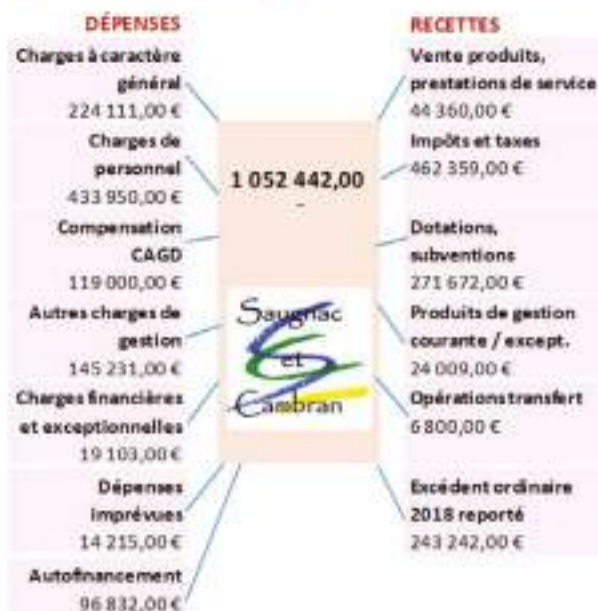 DÉPENSES
Charges à caractère
général
224 111,00 €
Charges de
personnel
433 950,00 €
Compensation
CAGD
119 000,00 €
Autres charges de
gestion
145 231,00 €
Charges financières
et exceptionnelles
19 103,00 €
Dépenses
imprévues
14 215,00 €
Autofinancement
96 832,00 €
1 052 442,00
-
Saugnac
et
Cambran
RECETTES
Vente produits,
prestations de service
44 360,00 €
Impôts et taxes
462 359,00 €
Dotations,
subventions
271 672,00 €
Produits de gestion
courante / except.
24 009,00 €
Opérations transfert
6 800,00 €
Excédent ordinaire
2018 reporté
243 242,00 €